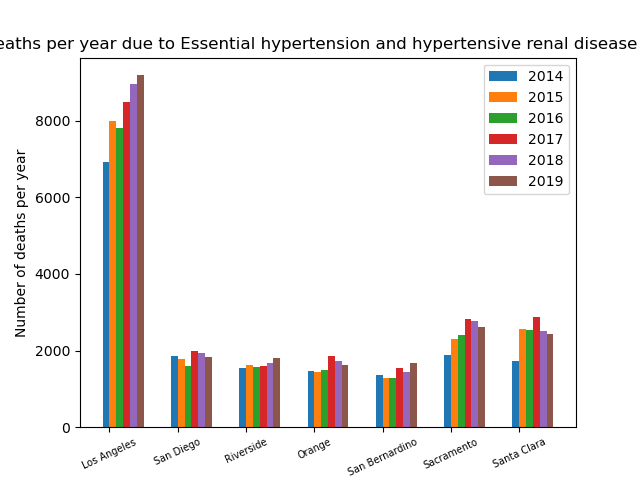 eaths per year due to Essential hypertension and hypertensive renal disease
2014
2015
2016
2017
2018
2019
Number of deaths per year
8000
6000
4000
2000
0
Los Angeles
San Diego
Riverside
Orange
San Bernardino
Sacramento
Santa Clara